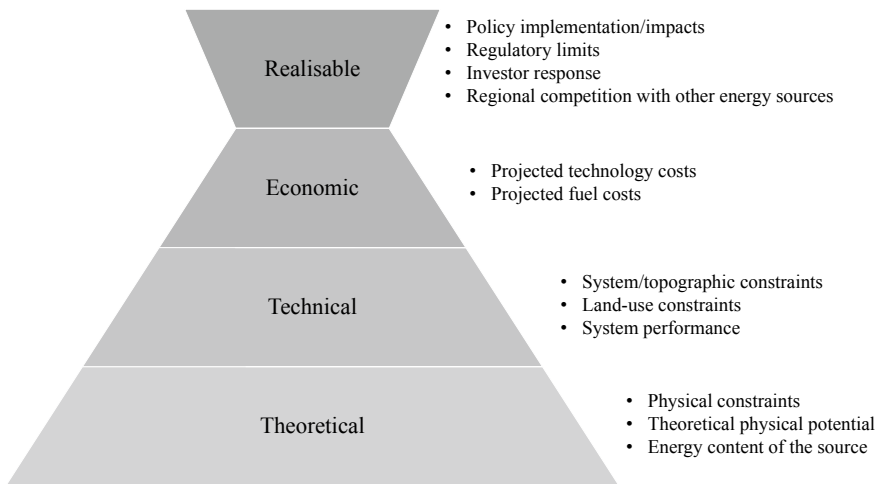 Realisable
• Policy implementation/impacts
• Regulatory limits
• Investor response
• Regional competition with other energy sources
Economic
• Projected technology costs
• Projected fuel costs
Technical
• System/topographic constraints
• Land-use constraints
• System performance
Theoretical
• Physical constraints
• Theoretical physical potential
• Energy content of the source